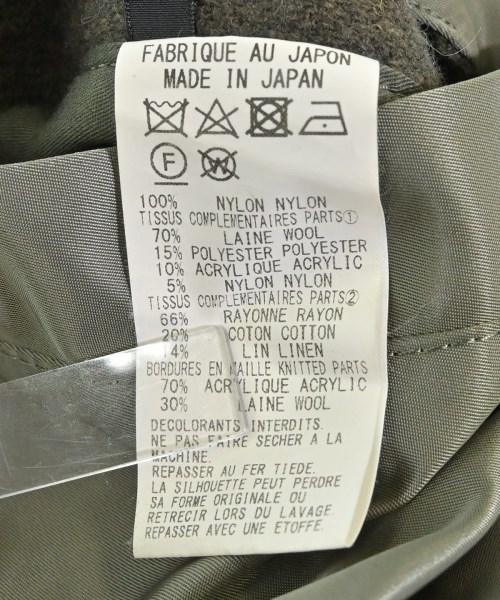 FABRIQUE AU JAPON
MADE IN JAPAN
F W
100% NYLON NYLON
TISSUS COMPLEMENTAIRES PARTS①
70% LAINE WOOL
15% POLYESTER POLYESTER
10% ACRYLIQUE ACRYLIC
5% NYLON NYLON
TISSUS COMPLEMENTAIRES PARTS②
66% RAYONNE RAYON
20% COTON COTTON
14% LIN LINEN
BORDURES EN MAILLE KNITTED PARTS
70% ACRYLIQUE ACRYLIC
30% LAINE WOOL
DECOLORANTS INTERDITS.
NE PAS FAIRE SECHER A LA
MACHINE.
REPASSER AU FER TIEDE.
LA SILHOUETTE PEUT PERDRE
SA FORME ORIGINALE OU
RETRECIR LORS DU LAVAGE.
REPASSER AVEC UNE ETOFFE.